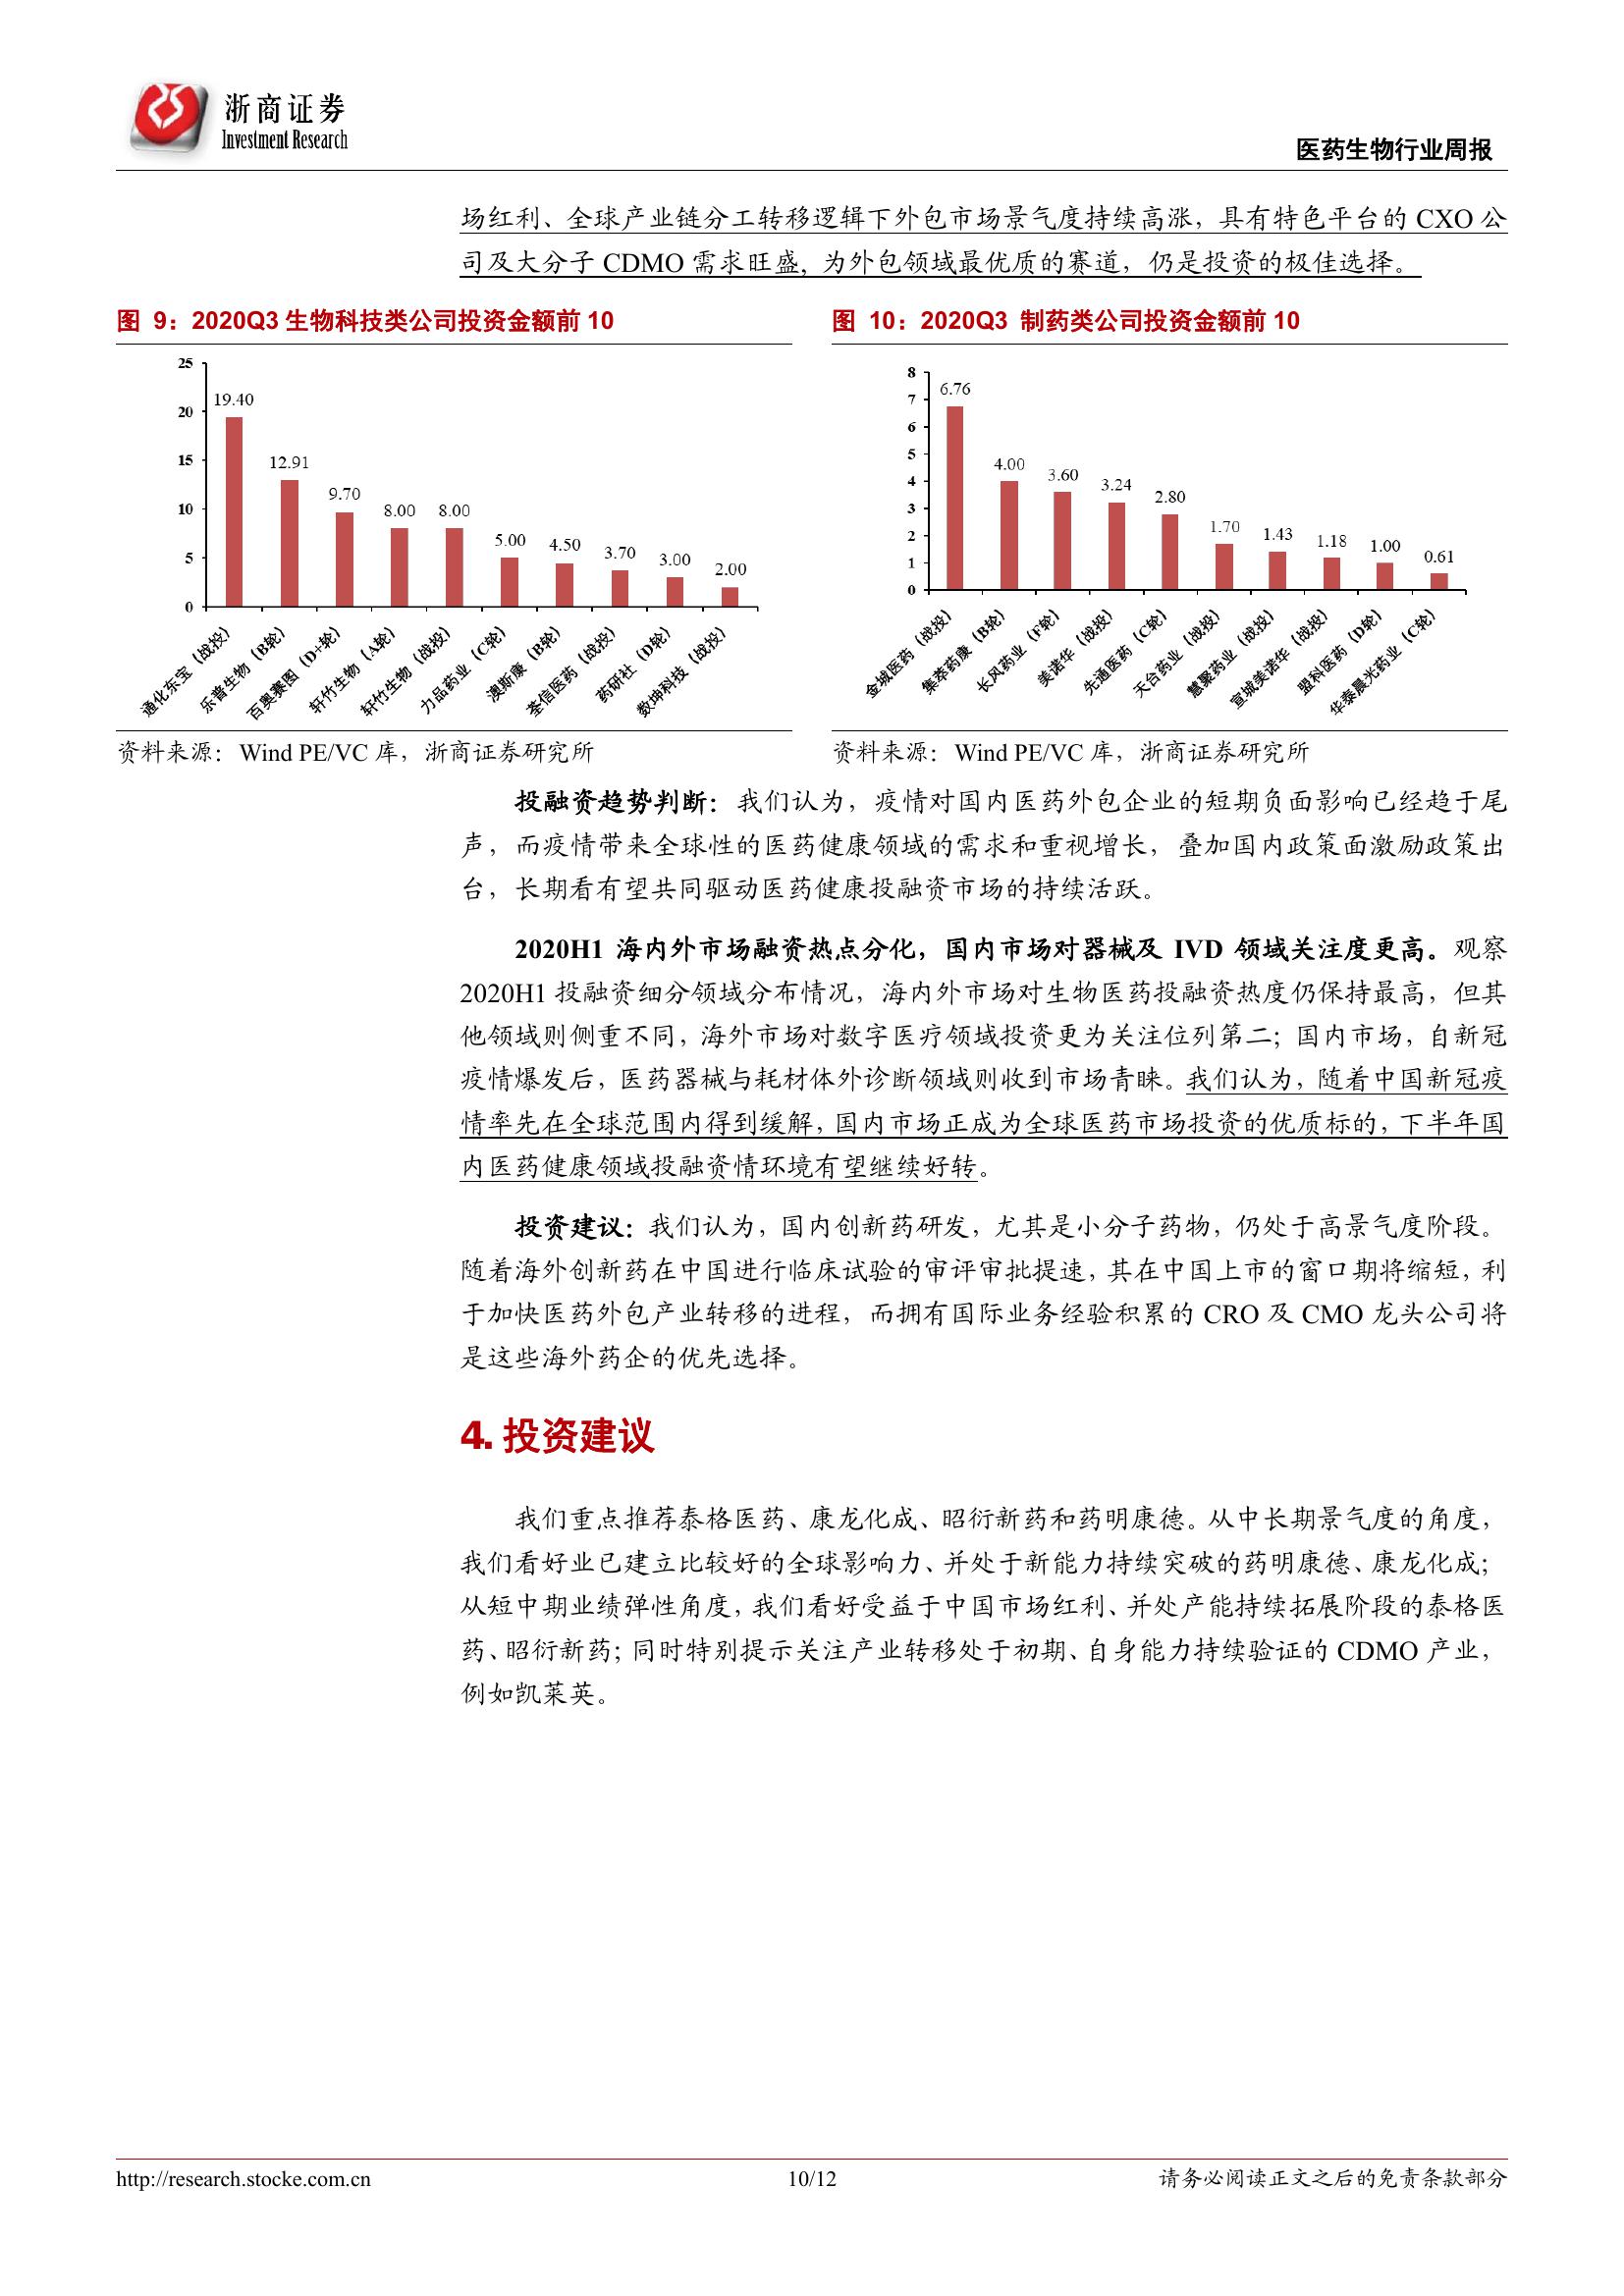 浙商证券
Investment Research
医药生物行业周报
场红利、全球产业链分工转移逻辑下外包市场景气度持续高涨，具有特色平台的 CXO 公
司及大分子 CDMO 需求旺盛, 为外包领域最优质的赛道，仍是投资的极佳选择。
图 9：2020Q3 生物科技类公司投资金额前 10
25
20
15
10
5
0
19.40
12.91
9.70
8.00
8.00
5.00
4.50
3.70
3.00
2.00
通化东宝（战投）
乐普生物（B轮）
百奥赛图（D+轮）
轩竹生物（A轮）
轩竹生物（战投）
力品药业（C轮）
澳斯康（B轮）
荃信医药（战投）
药研社（D轮）
数坤科技（战投）
资料来源：Wind PE/VC 库，浙商证券研究所
图 10：2020Q3 制药类公司投资金额前 10
8
7
6
5
4
3
2
1
0
6.76
4.00
3.60
3.24
2.80
1.70
1.43
1.18
1.00
0.61
金城医药（战投）
集萃药康（B轮）
长风药业（F轮）
美诺华（战投）
先通医药（C轮）
天台药业（战投）
慧聚药业（战投）
宣城美诺华（战投）
盟科医药（D轮）
华泰晨光药业（C轮）
资料来源：Wind PE/VC 库，浙商证券研究所
投融资趋势判断：我们认为，疫情对国内医药外包企业的短期负面影响已经趋于尾
声，而疫情带来全球性的医药健康领域的需求和重视增长，叠加国内政策面激励政策出
台，长期看有望共同驱动医药健康投融资市场的持续活跃。
2020H1 海内外市场融资热点分化，国内市场对器械及 IVD 领域关注度更高。观察
2020H1 投融资细分领域分布情况，海内外市场对生物医药投融资热度仍保持最高，但其
他领域则侧重不同，海外市场对数字医疗领域投资更为关注位列第二；国内市场，自新冠
疫情爆发后，医药器械与耗材体外诊断领域则收到市场青睐。我们认为，随着中国新冠疫
情率先在全球范围内得到缓解，国内市场正成为全球医药市场投资的优质标的，下半年国
内医药健康领域投融资情环境有望继续好转。
投资建议：我们认为，国内创新药研发，尤其是小分子药物，仍处于高景气度阶段。
随着海外创新药在中国进行临床试验的审评审批提速，其在中国上市的窗口期将缩短，利
于加快医药外包产业转移的进程，而拥有国际业务经验积累的 CRO 及 CMO 龙头公司将
是这些海外药企的优先选择。
4. 投资建议
我们重点推荐泰格医药、康龙化成、昭衍新药和药明康德。从中长期景气度的角度，
我们看好业已建立比较好的全球影响力、并处于新能力持续突破的药明康德、康龙化成；
从短中期业绩弹性角度，我们看好受益于中国市场红利、并处产能持续拓展阶段的泰格医
药、昭衍新药；同时特别提示关注产业转移处于初期、自身能力持续验证的 CDMO 产业，
例如凯莱英。
http://research.stocke.com.cn
10/12
请务必阅读正文之后的免责条款部分